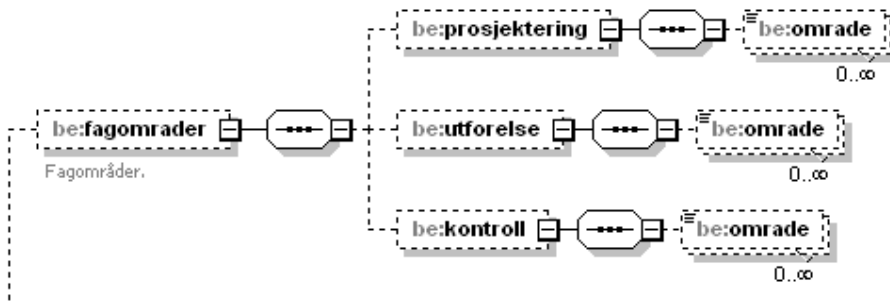 be:prosjektering
be:omrade
0..∞
be:fagomrader
be:utforelse
be:omrade
Fagområder.
0..∞
be:kontroll
be:omrade
0..∞